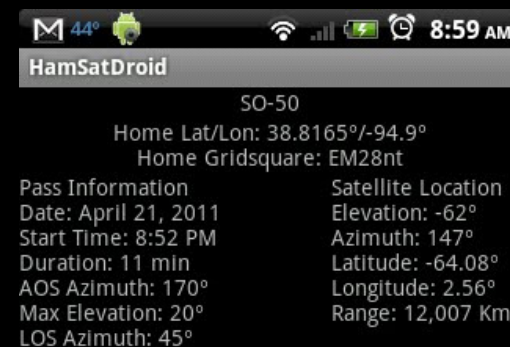 44° 8:59 AM
HamSatDroid
SO-50
Home Lat/Lon: 38.8165°/-94.9°
Home Gridsquare: EM28nt
Pass Information
Date: April 21, 2011
Start Time: 8:52 PM
Duration: 11 min
AOS Azimuth: 170°
Max Elevation: 20°
LOS Azimuth: 45°
Satellite Location
Elevation: -62°
Azimuth: 147°
Latitude: -64.08°
Longitude: 2.56°
Range: 12,007 Km